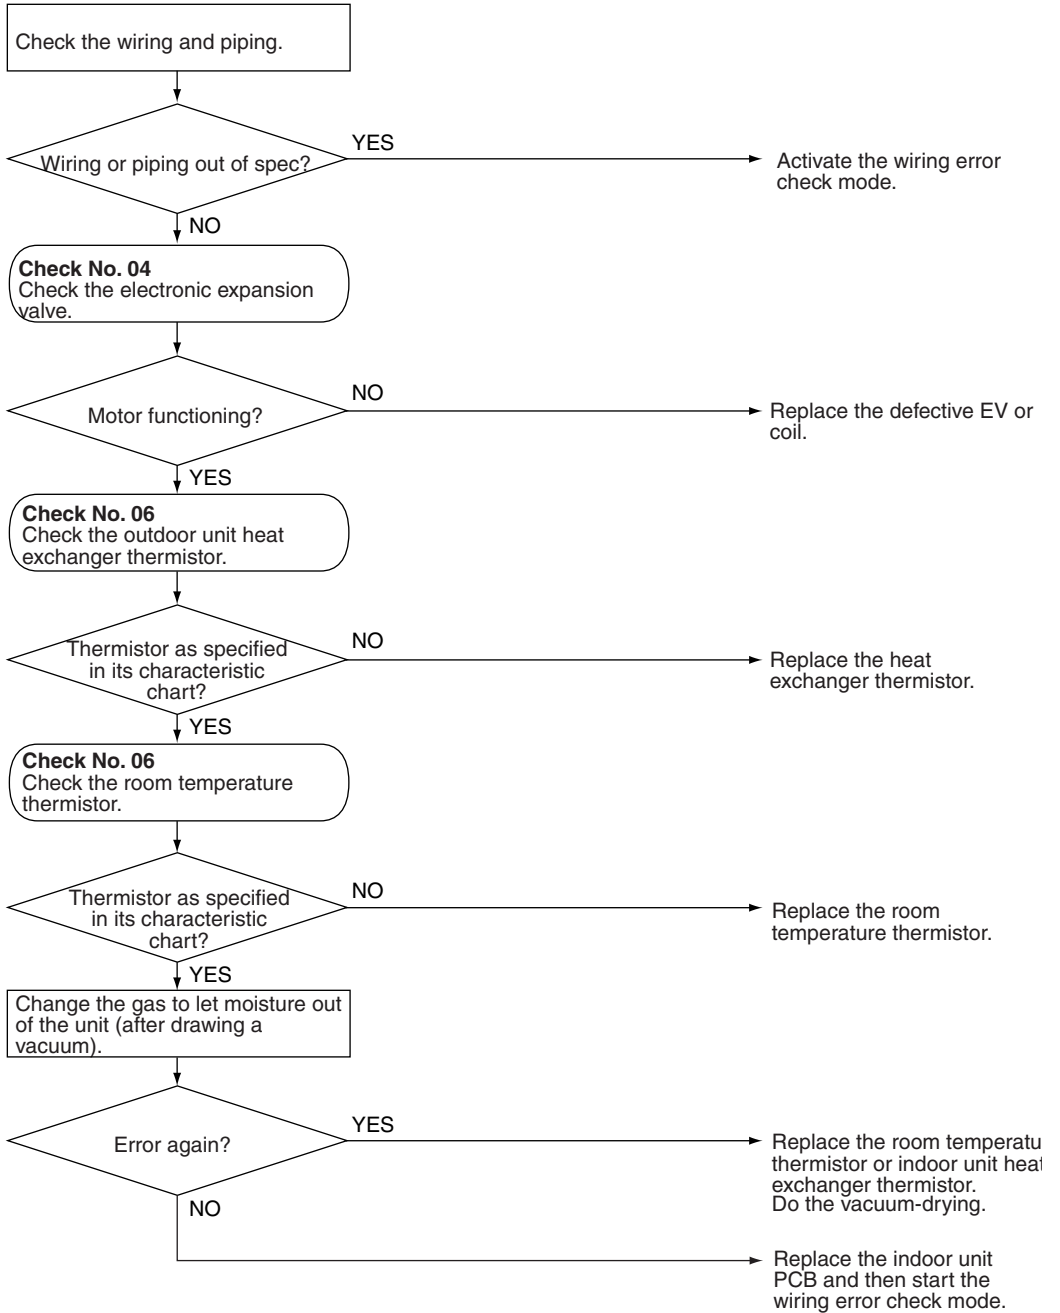 Check the wiring and piping.
YES
Wiring or piping out of spec?
Activate the wiring error
check mode.
NO
Check No. 04
Check the electronic expansion
valve.
NO
Motor functioning?
Replace the defective EV or
coil.
YES
Check No. 06
Check the outdoor unit heat
exchanger thermistor.
NO
Thermistor as specified
in its characteristic
chart?
Replace the heat
exchanger thermistor.
YES
Check No. 06
Check the room temperature
thermistor.
NO
Thermistor as specified
in its characteristic
chart?
Replace the room
temperature thermistor.
YES
Change the gas to let moisture out
of the unit (after drawing a
vacuum).
YES
Error again?
Replace the room temperatu
thermistor or indoor unit heat
exchanger thermistor.
Do the vacuum-drying.
NO
Replace the indoor unit
PCB and then start the
wiring error check mode.